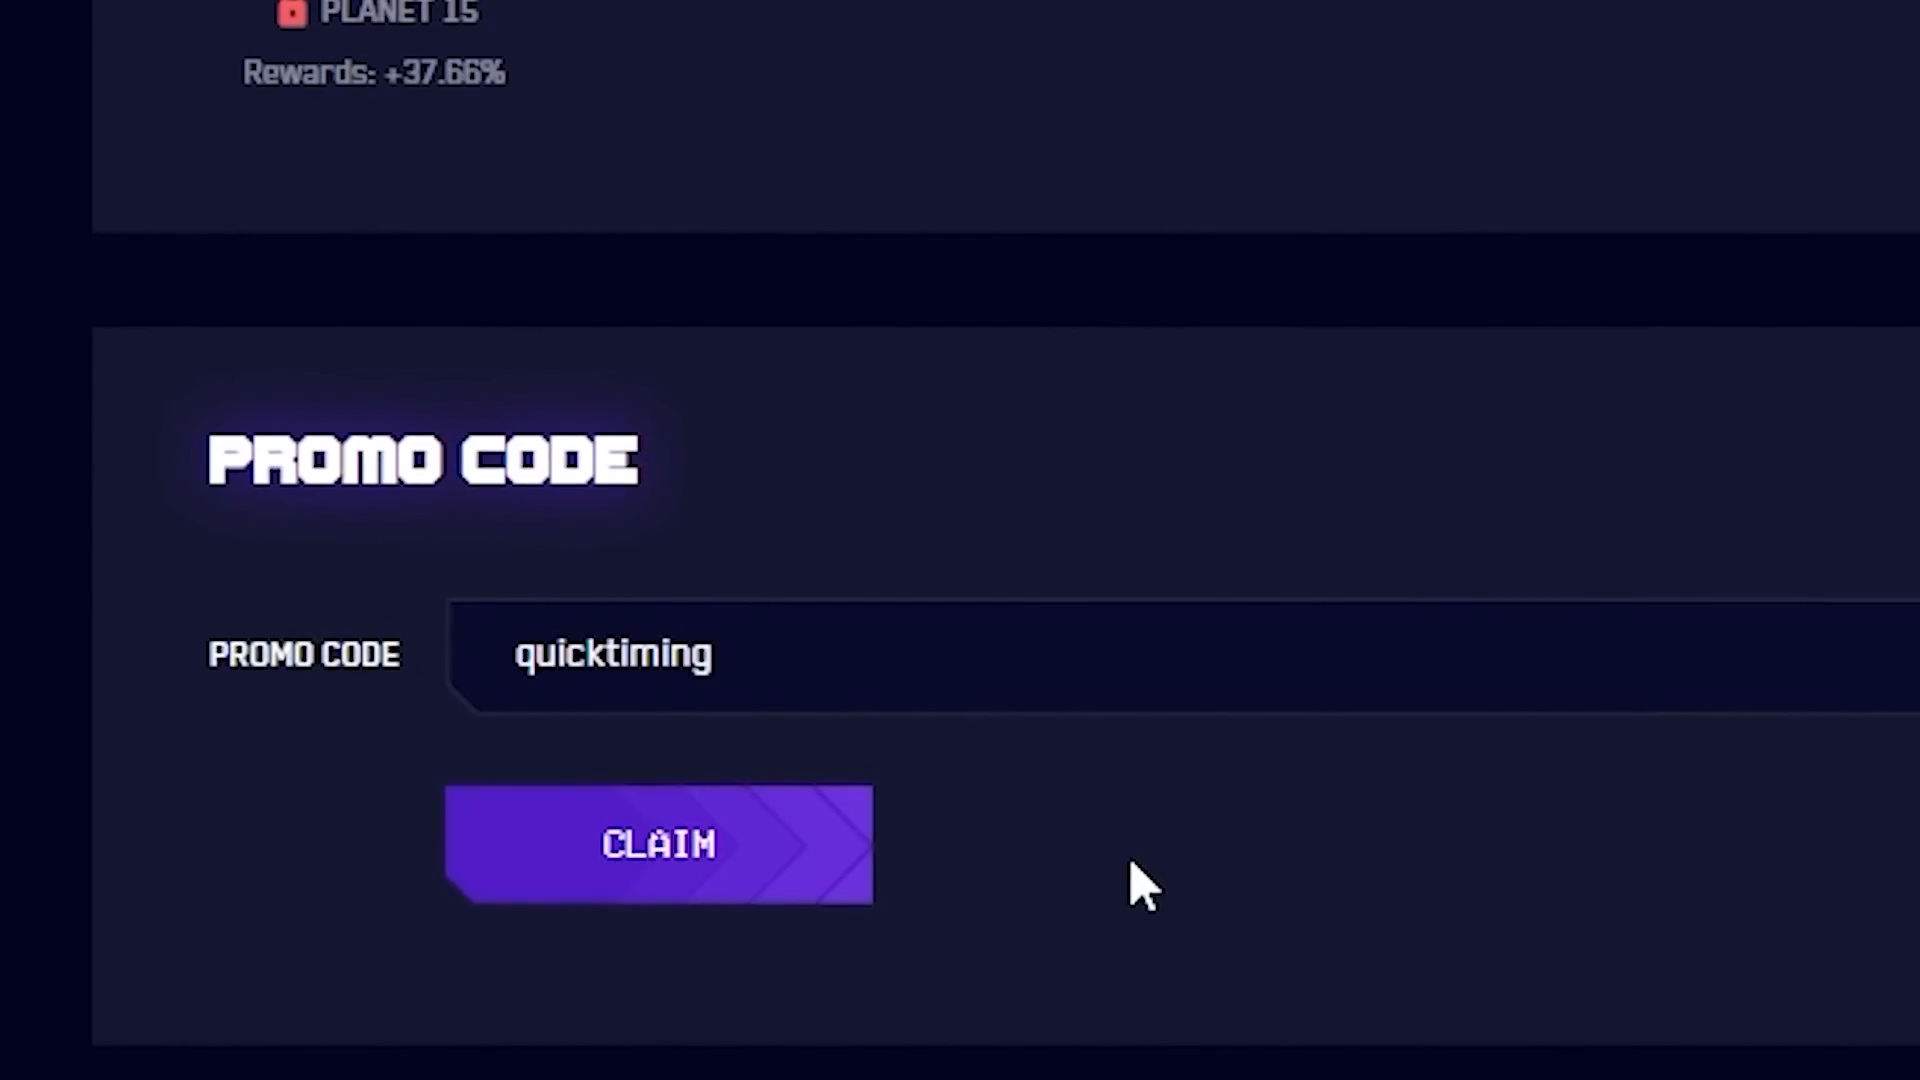 PLANET 15
Rewards: +37.66%
PROMO CODE
PROMO CODE
quicktiming
CLAIM